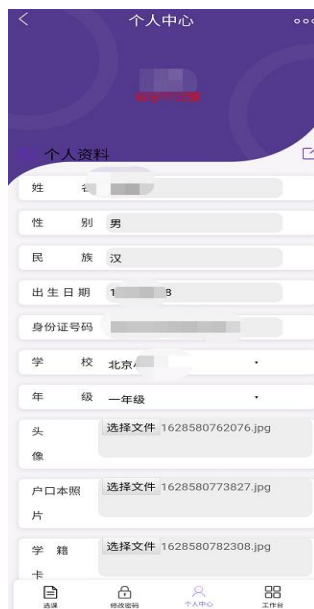 个人中心
个人资料
姓
性 别 男
民 族 汉
出生日期 1 8
身份证号码
学 校 北京
年 级 一年级
头像 选择文件 1628580762076.jpg
户口本照片 选择文件 1628580773827.jpg
学籍卡 选择文件 1628580782308.jpg
选课 修改密码 个人中心 工作台